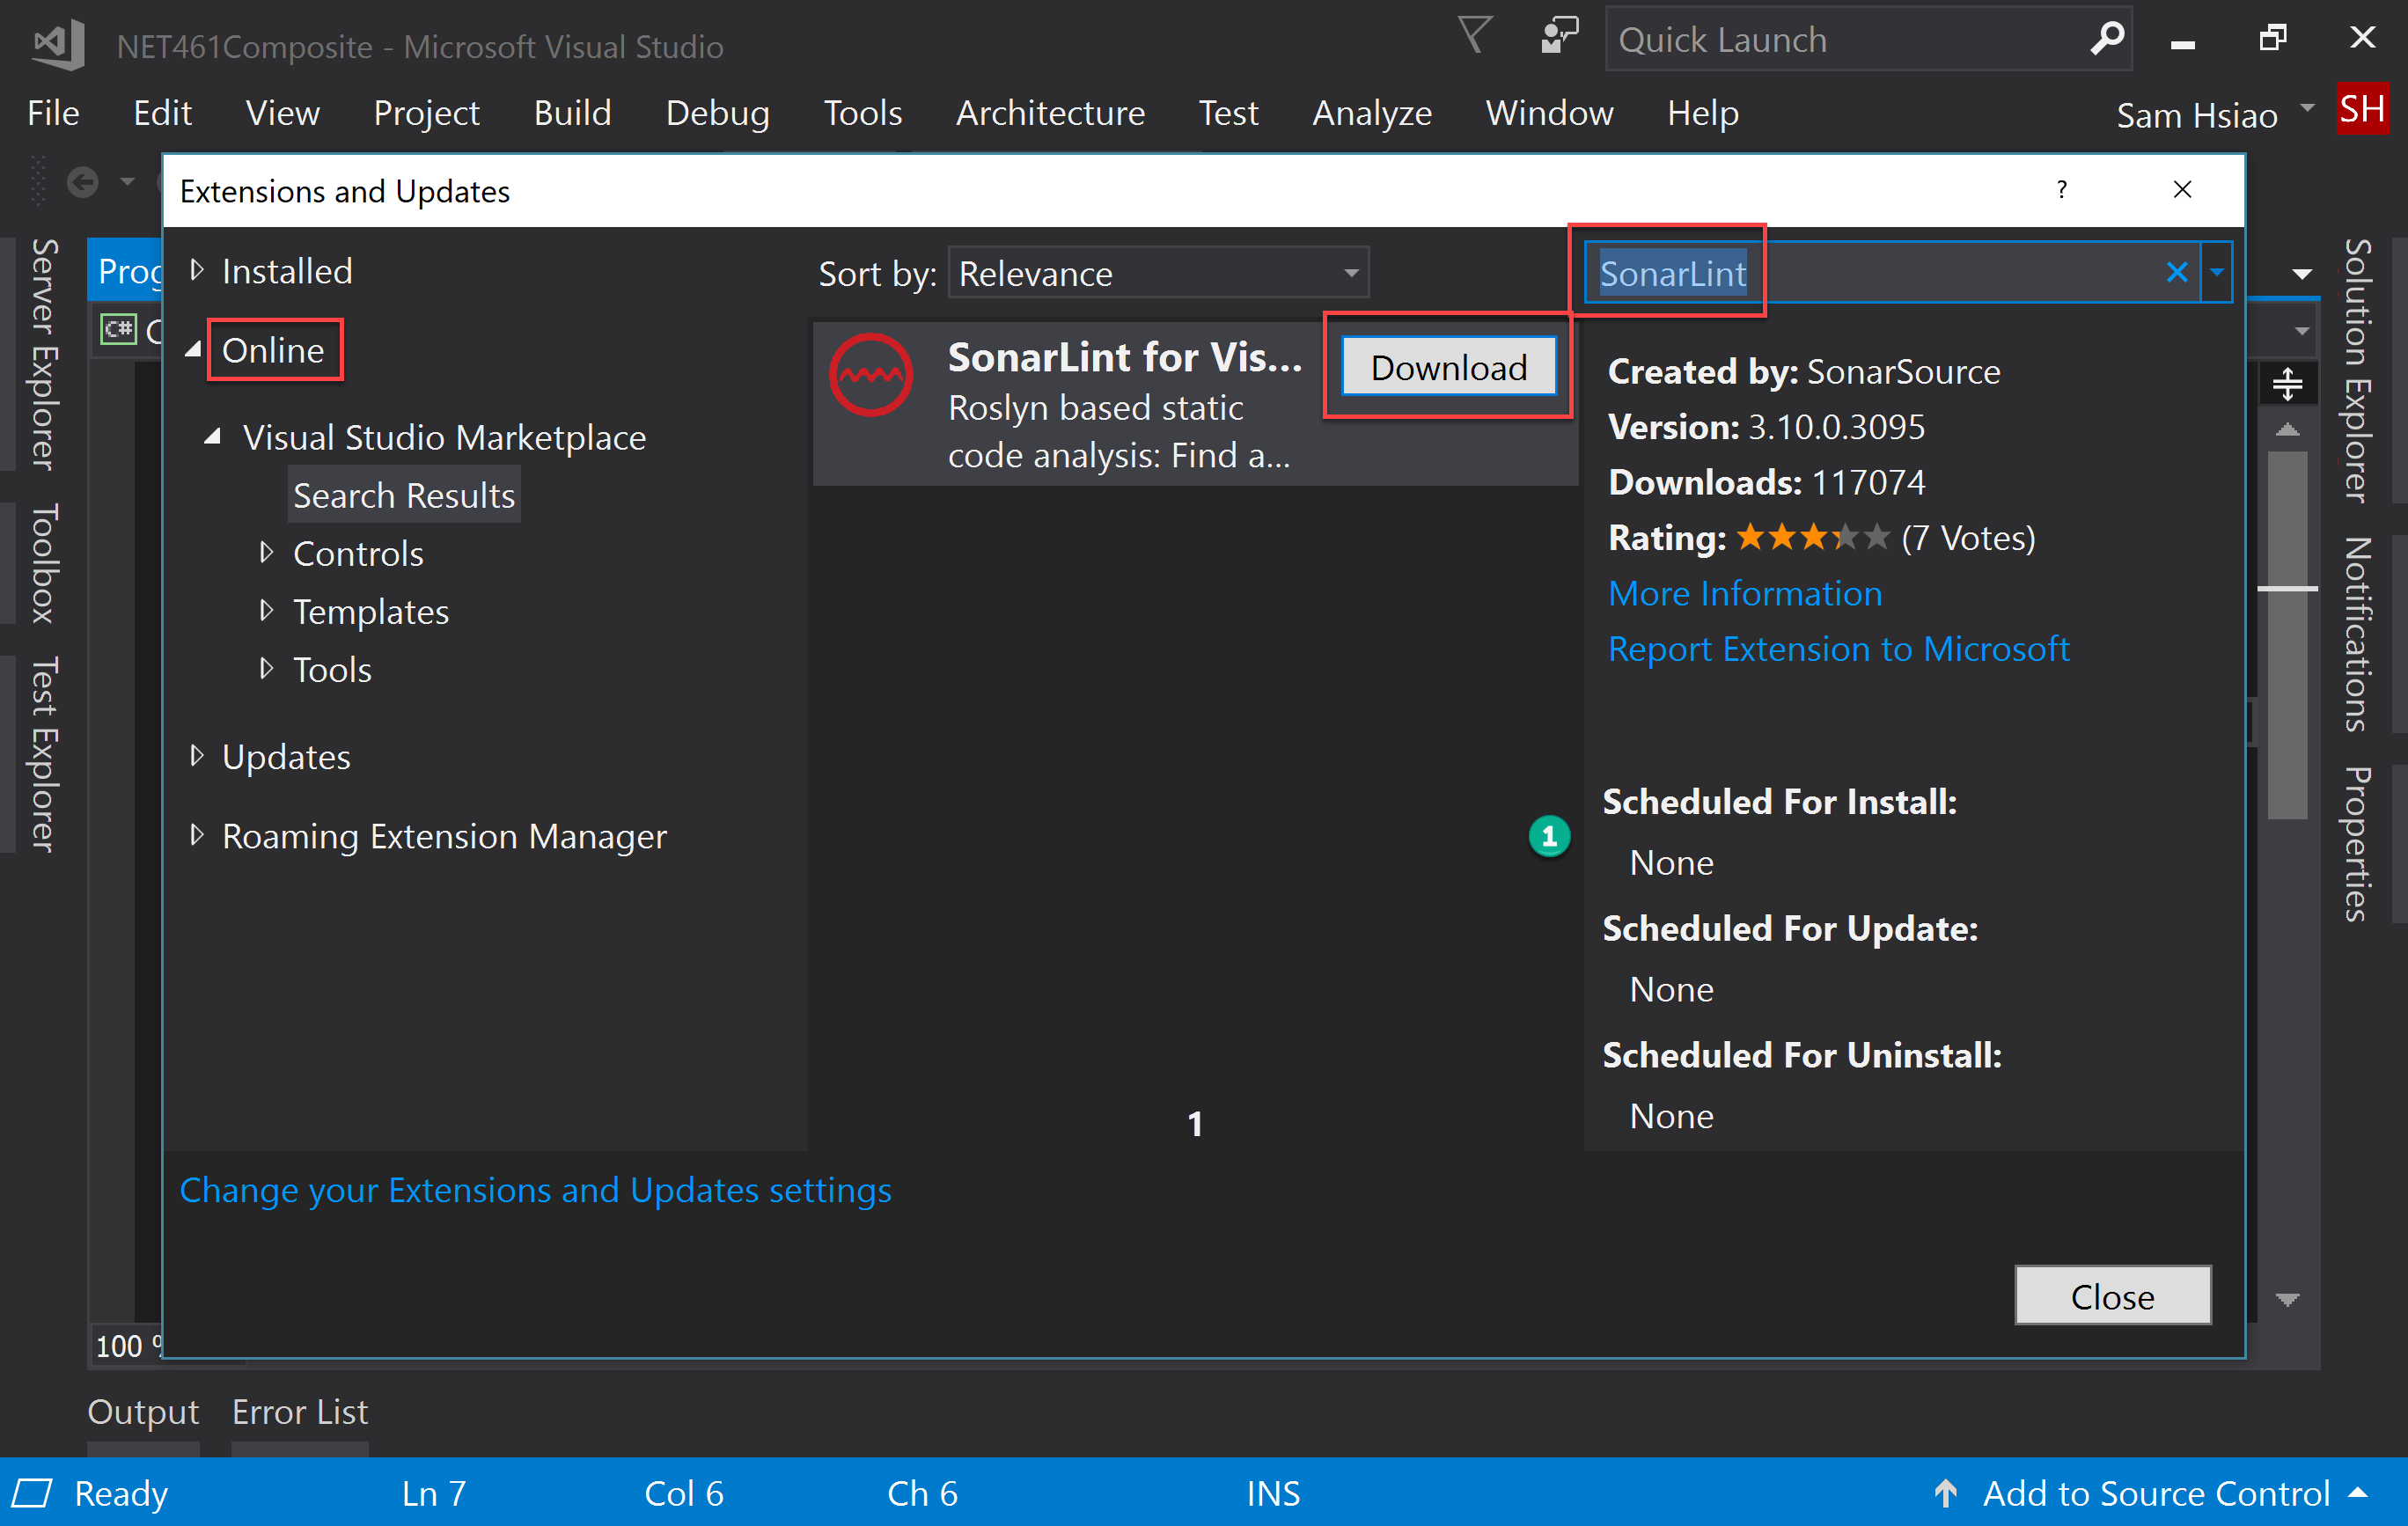 NET461Composite - Microsoft Visual Studio
Quick Launch
File Edit View Project Build Debug Tools Architecture Test Analyze Window Help
Sam Hsiao SH
Extensions and Updates ?
Server Explorer
Toolbox
Test Explorer
Prog
C#
Installed
Online
Visual Studio Marketplace
Search Results
Controls
Templates
Tools
Updates
Roaming Extension Manager
Sort by: Relevance
SonarLint
SonarLint for Vis...
Download
Roslyn based static
code analysis: Find a...
1
Created by: SonarSource
Version: 3.10.0.3095
Downloads: 117074
Rating: (7 Votes)
More Information
Report Extension to Microsoft
1
Scheduled For Install:
None
Scheduled For Update:
None
Scheduled For Uninstall:
None
Change your Extensions and Updates settings
Close
Solution Explorer
Notifications
Properties
100 %
Output Error List
Ready Ln 7 Col 6 Ch 6 INS Add to Source Control